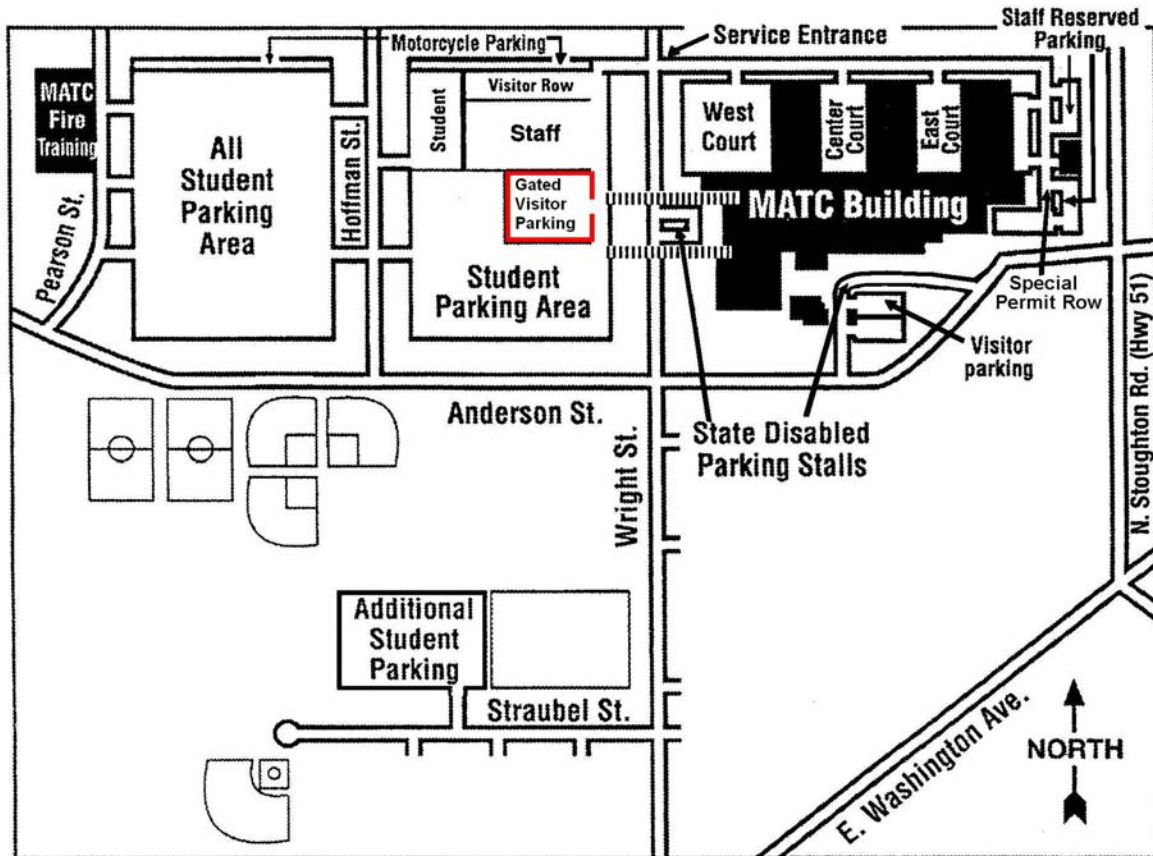 Staff Reserved
Parking
Motorcycle Parking
Service Entrance
MATC
Fire
Training
Visitor Row
Student
Staff
West
Court
Center
Court
East
Court
All
Student
Parking
Area
Hoffman St.
Gated
Visitor
Parking
MATC Building
Pearson St.
Student
Parking Area
Special
Permit Row
Visitor
parking
Anderson St.
State Disabled
Parking Stalls
Wright St.
N. Stoughton Rd. (Hwy 51)
Additional
Student
Parking
Straubel St.
E. Washington Ave.
NORTH